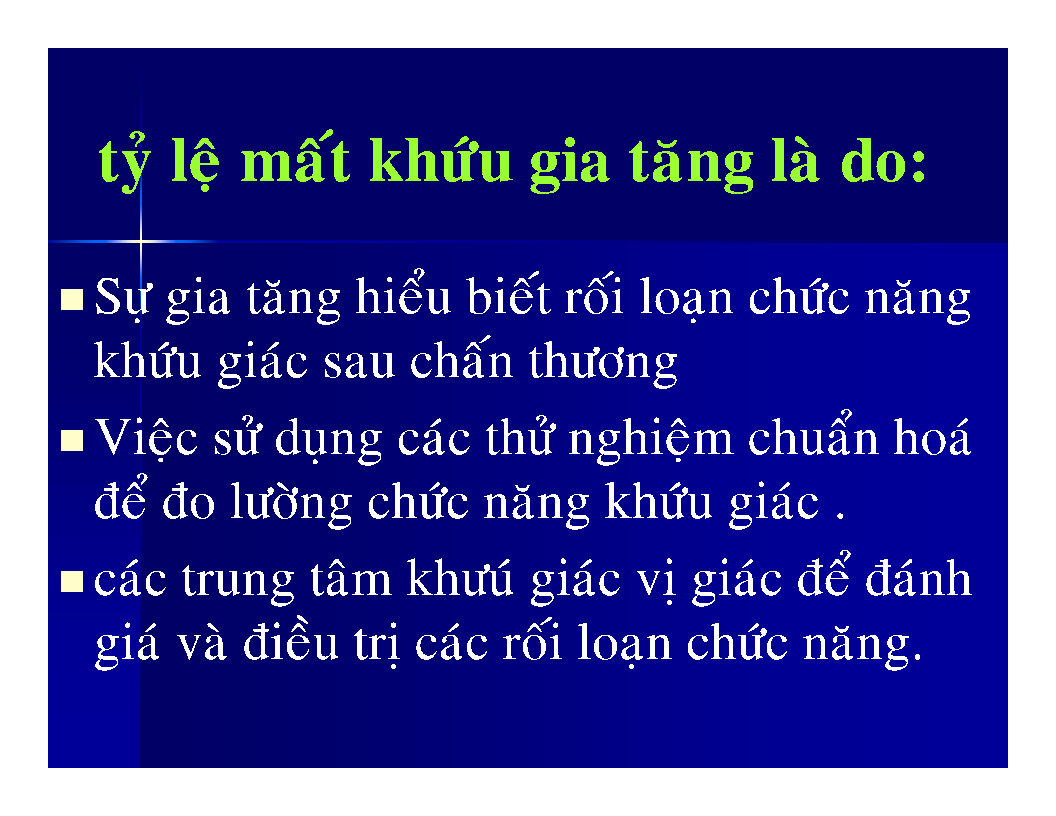 tỷ lệ mất khứu gia tăng là do:
Sự gia tăng hiểu biết rối loạn chức năng
khứu giác sau chấn thương
Việc sử dụng các thử nghiệm chuẩn hoá
để đo lường chức năng khứu giác .
các trung tâm khưú giác vị giác để đánh
giá và điều trị các rối loạn chức năng.